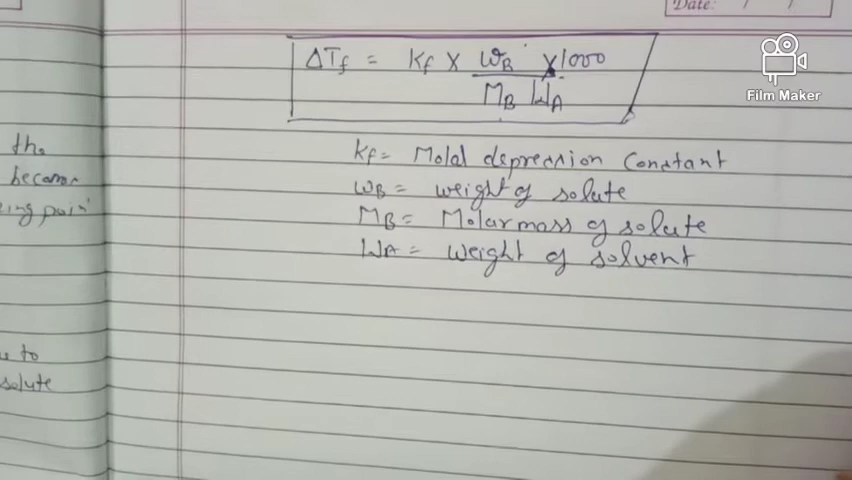 Date: / /
Film Maker
ΔTf = Kf × WB × 1000
MB WA
the
become
Kf = Molal depression Constant
WB = weight of solute
MB = Molar mass of solute
WA = Weight of solvent
to
solute